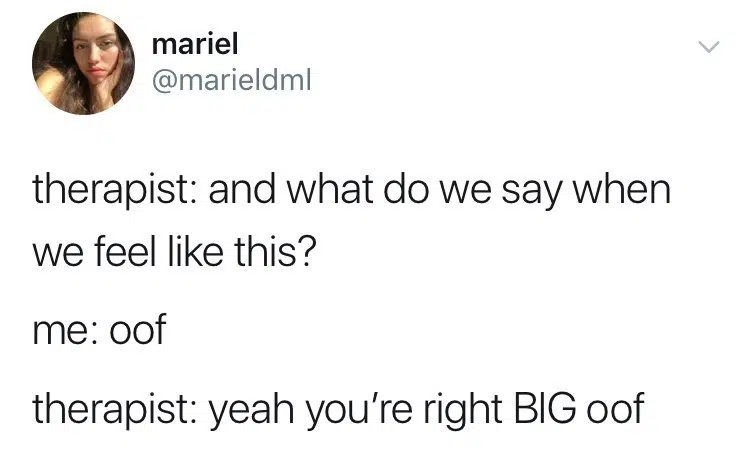 mariel
@marieldml
therapist: and what do we say when
we feel like this?
me: oof
therapist: yeah you’re right BIG oof